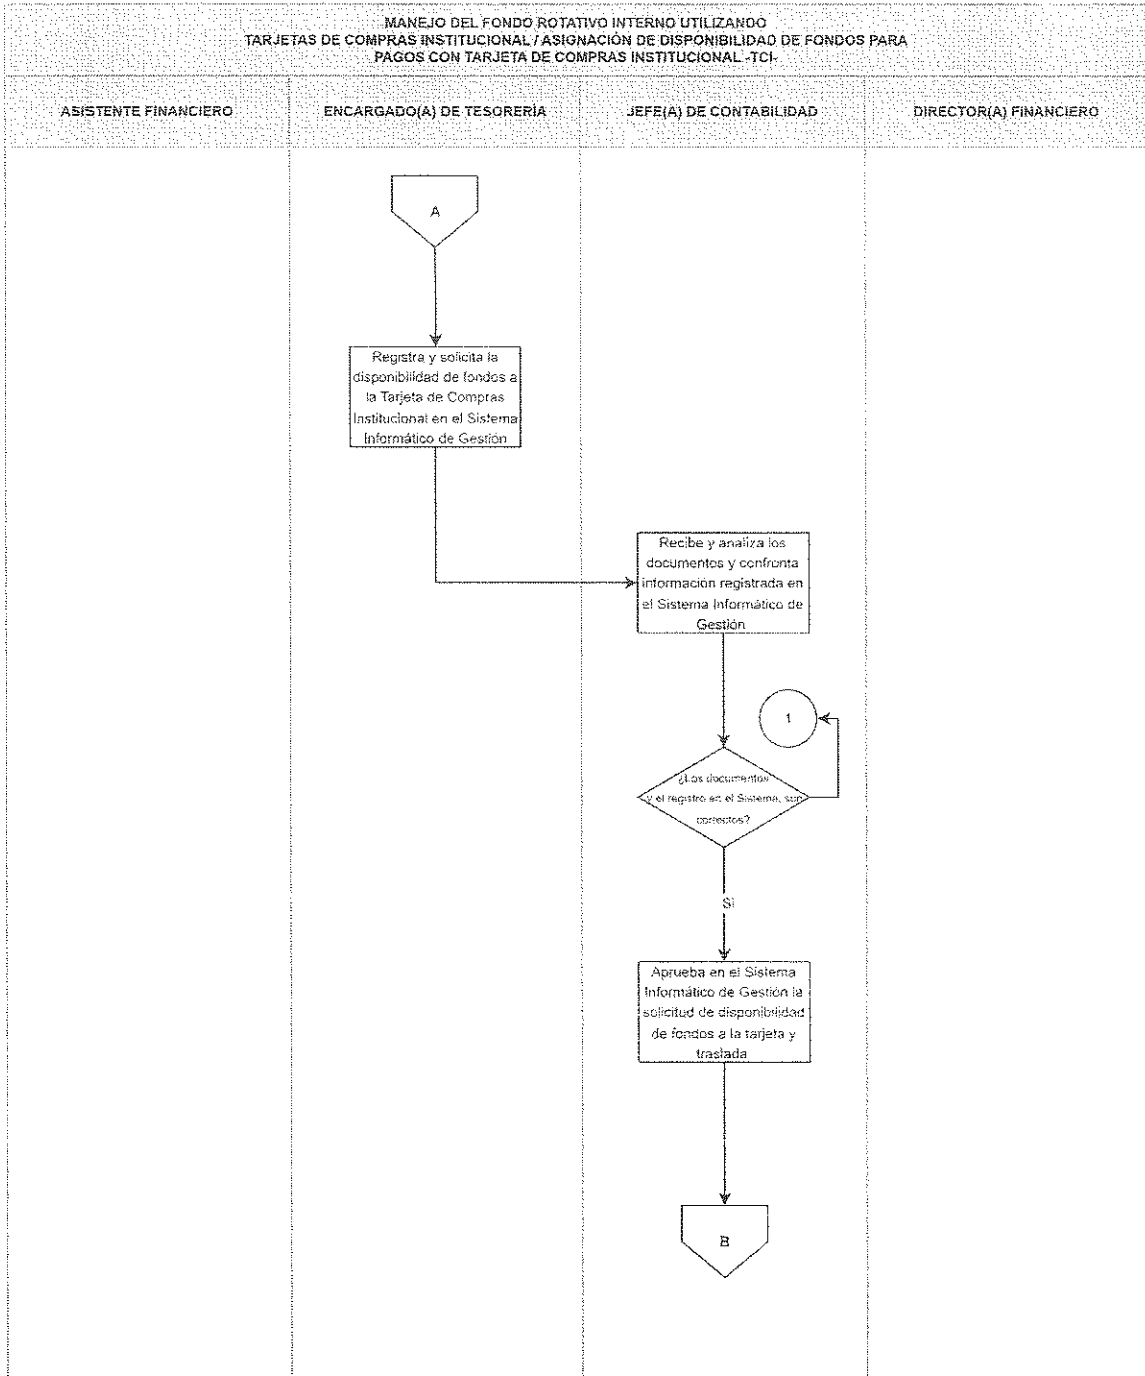 MANEJO DEL FONDO ROTATIVO INTERNO UTILIZANDO
TARJETAS DE COMPRAS INSTITUCIONAL / ASIGNACIÓN DE DISPONIBILIDAD DE FONDOS PARA
PAGOS CON TARJETA DE COMPRAS INSTITUCIONAL -TCI-
ASISTENTE FINANCIERO
ENCARGADO(A) DE TESORERÍA
JEFE(A) DE CONTABILIDAD
DIRECTOR(A) FINANCIERO
A
Registra y solicita la
disponibilidad de fondos a
la Tarjeta de Compras
Institucional en el Sistema
Informático de Gestión
Recibe y analiza los
documentos y confronta
información registrada en
el Sistema Informático de
Gestión
1
¿Los documentos
y el registro en el Sistema, son
correctos?
Si
Aprueba en el Sistema
Informático de Gestión la
solicitud de disponibilidad
de fondos a la tarjeta y
traslada
B